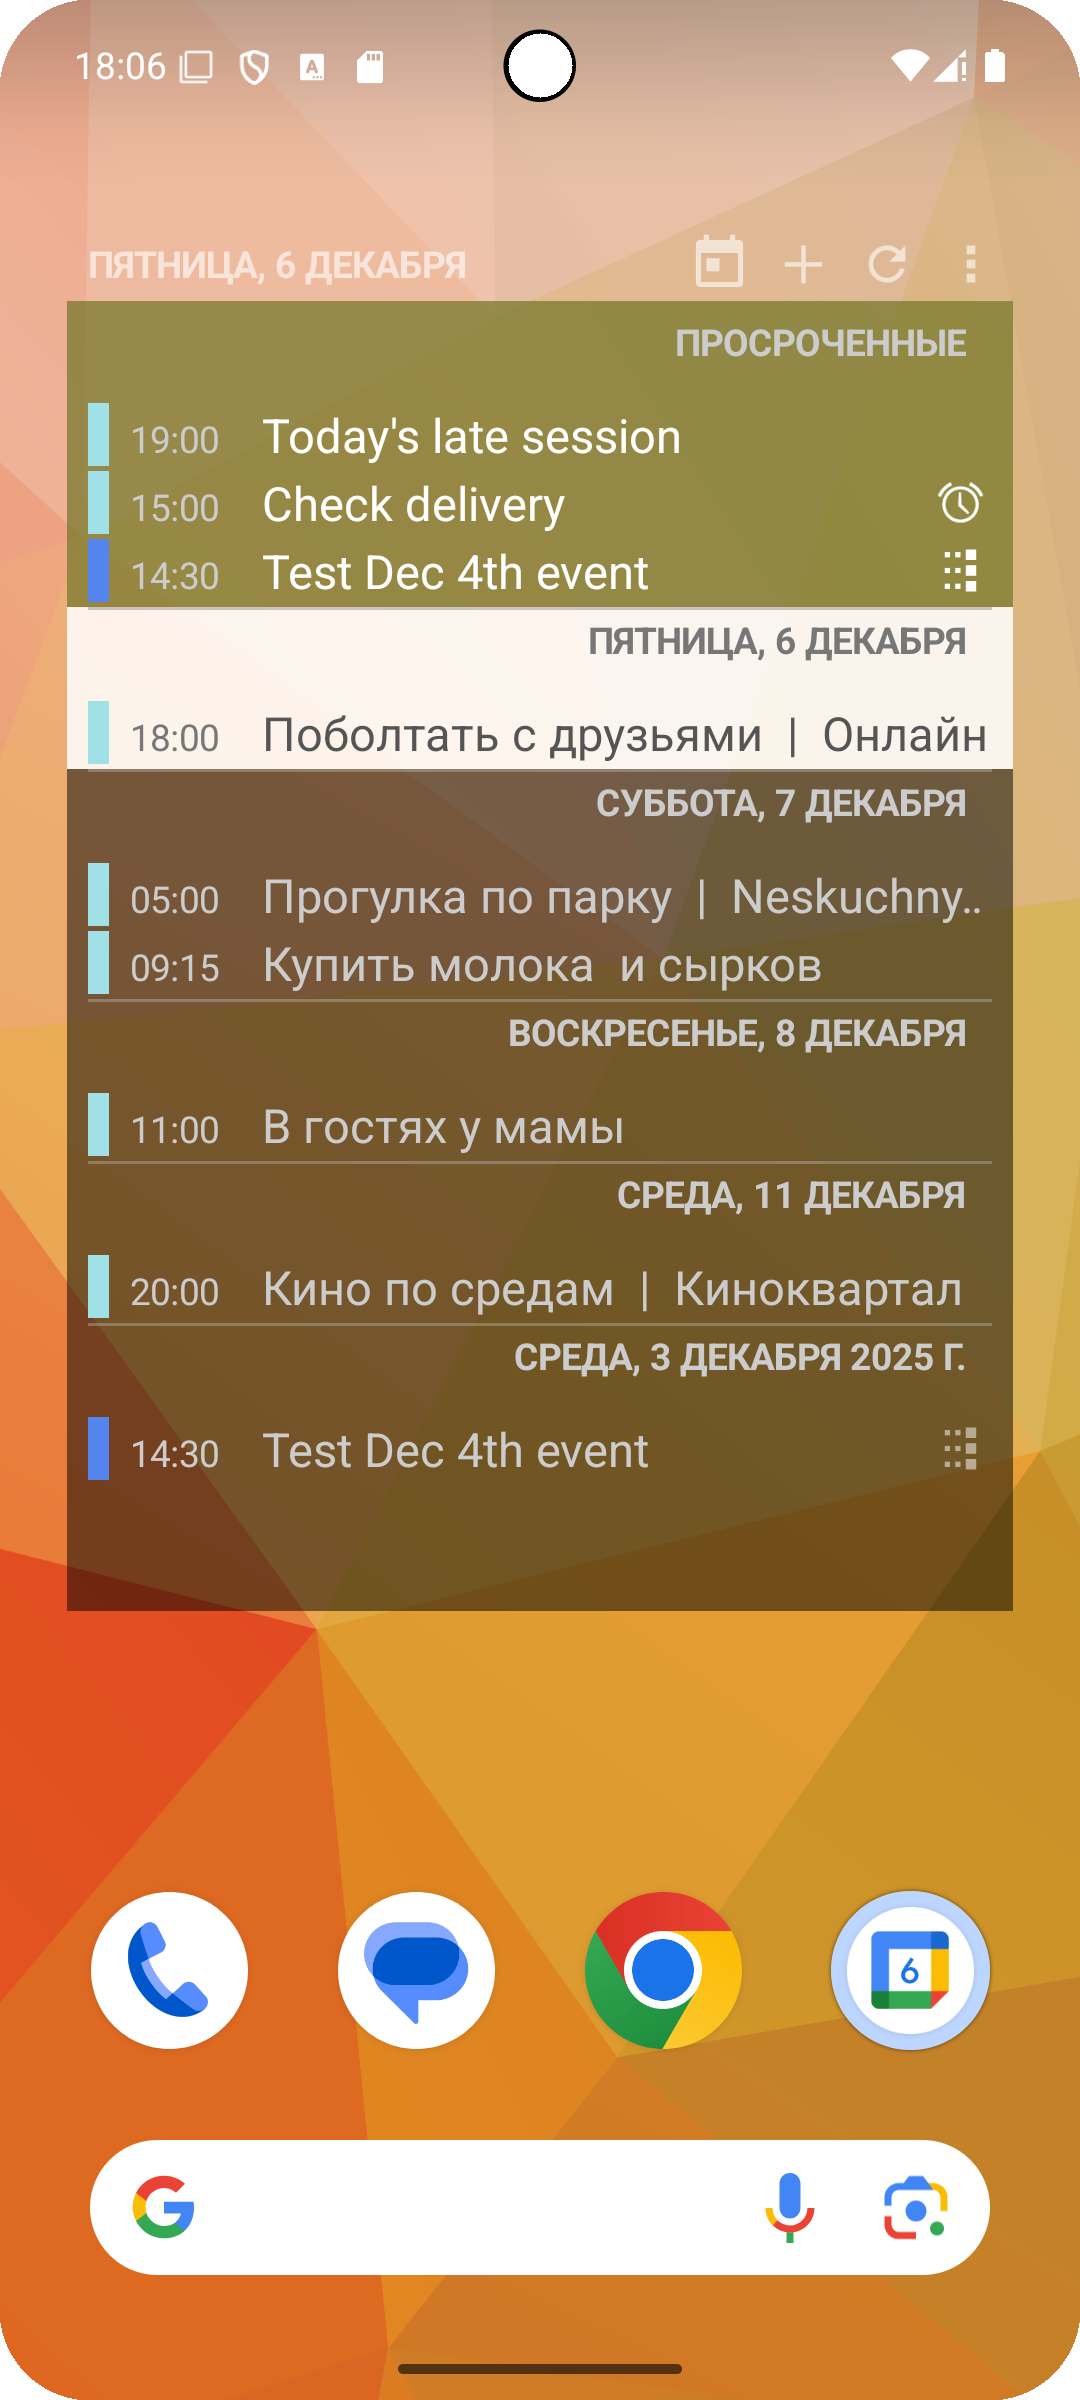 18:06
ПЯТНИЦА, 6 ДЕКАБРЯ
ПРОСРОЧЕННЫЕ
19:00 Today's late session
15:00 Check delivery
14:30 Test Dec 4th event
ПЯТНИЦА, 6 ДЕКАБРЯ
18:00 Поболтать с друзьями | Онлайн
СУББОТА, 7 ДЕКАБРЯ
05:00 Прогулка по парку | Neskuchny..
09:15 Купить молока и сырков
ВОСКРЕСЕНЬЕ, 8 ДЕКАБРЯ
11:00 В гостях у мамы
СРЕДА, 11 ДЕКАБРЯ
20:00 Кино по средам | Киноквартал
СРЕДА, 3 ДЕКАБРЯ 2025 Г.
14:30 Test Dec 4th event
6